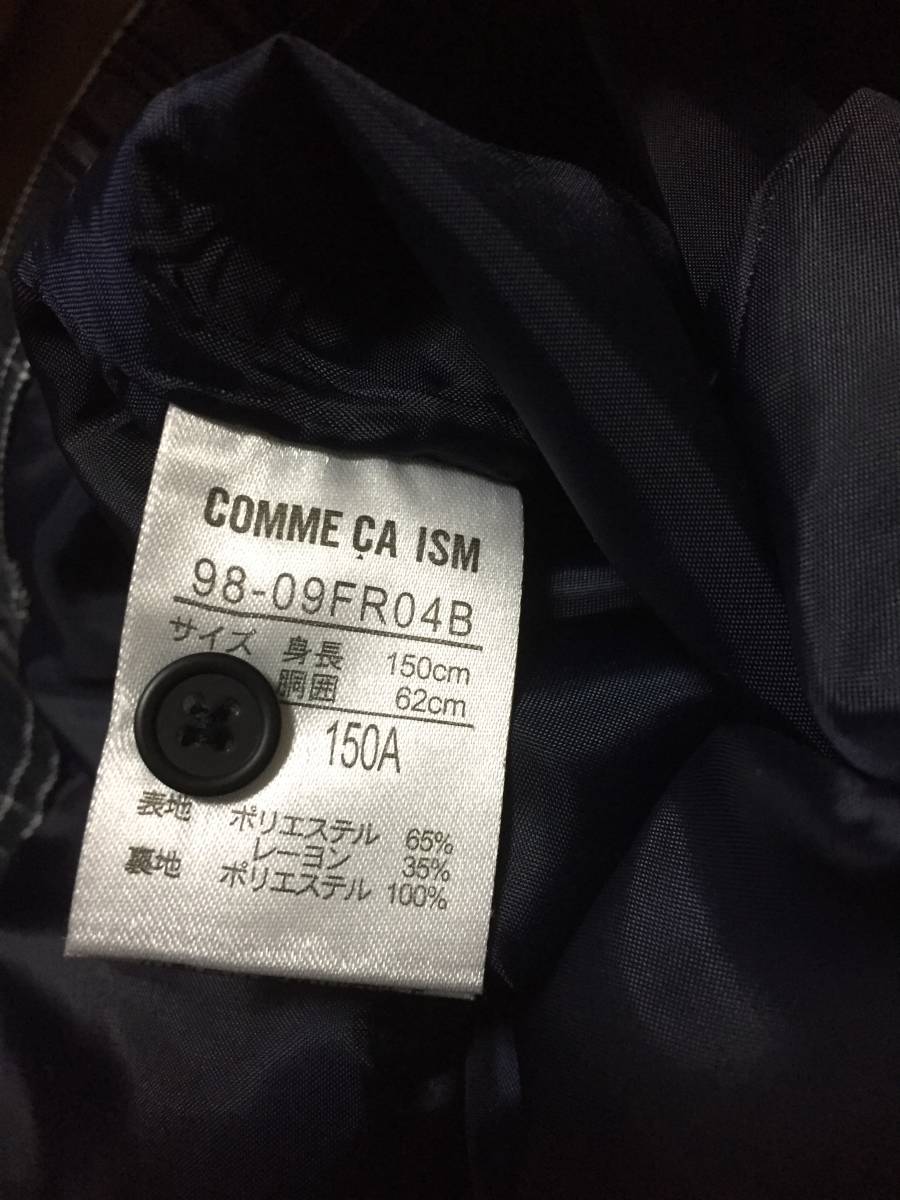 COMME ÇA ISM
98-09FR04B
サイズ 身長 150cm
胴囲 62cm
150A
表地 ポリエステル 65%
レーヨン 35%
裏地 ポリエステル 100%